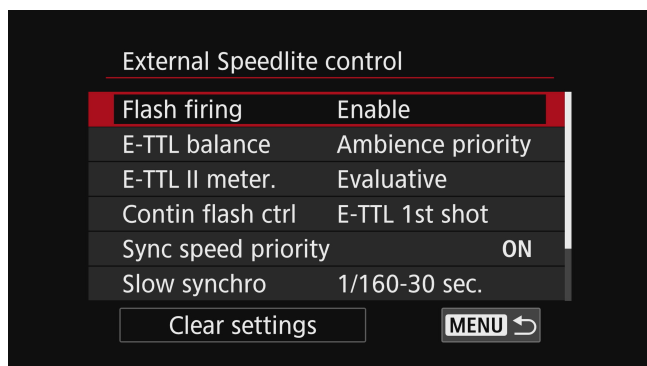 External Speedlite control
Flash firing Enable
E-TTL balance Ambience priority
E-TTL II meter. Evaluative
Contin flash ctrl E-TTL 1st shot
Sync speed priority ON
Slow synchro 1/160-30 sec.
Clear settings MENU